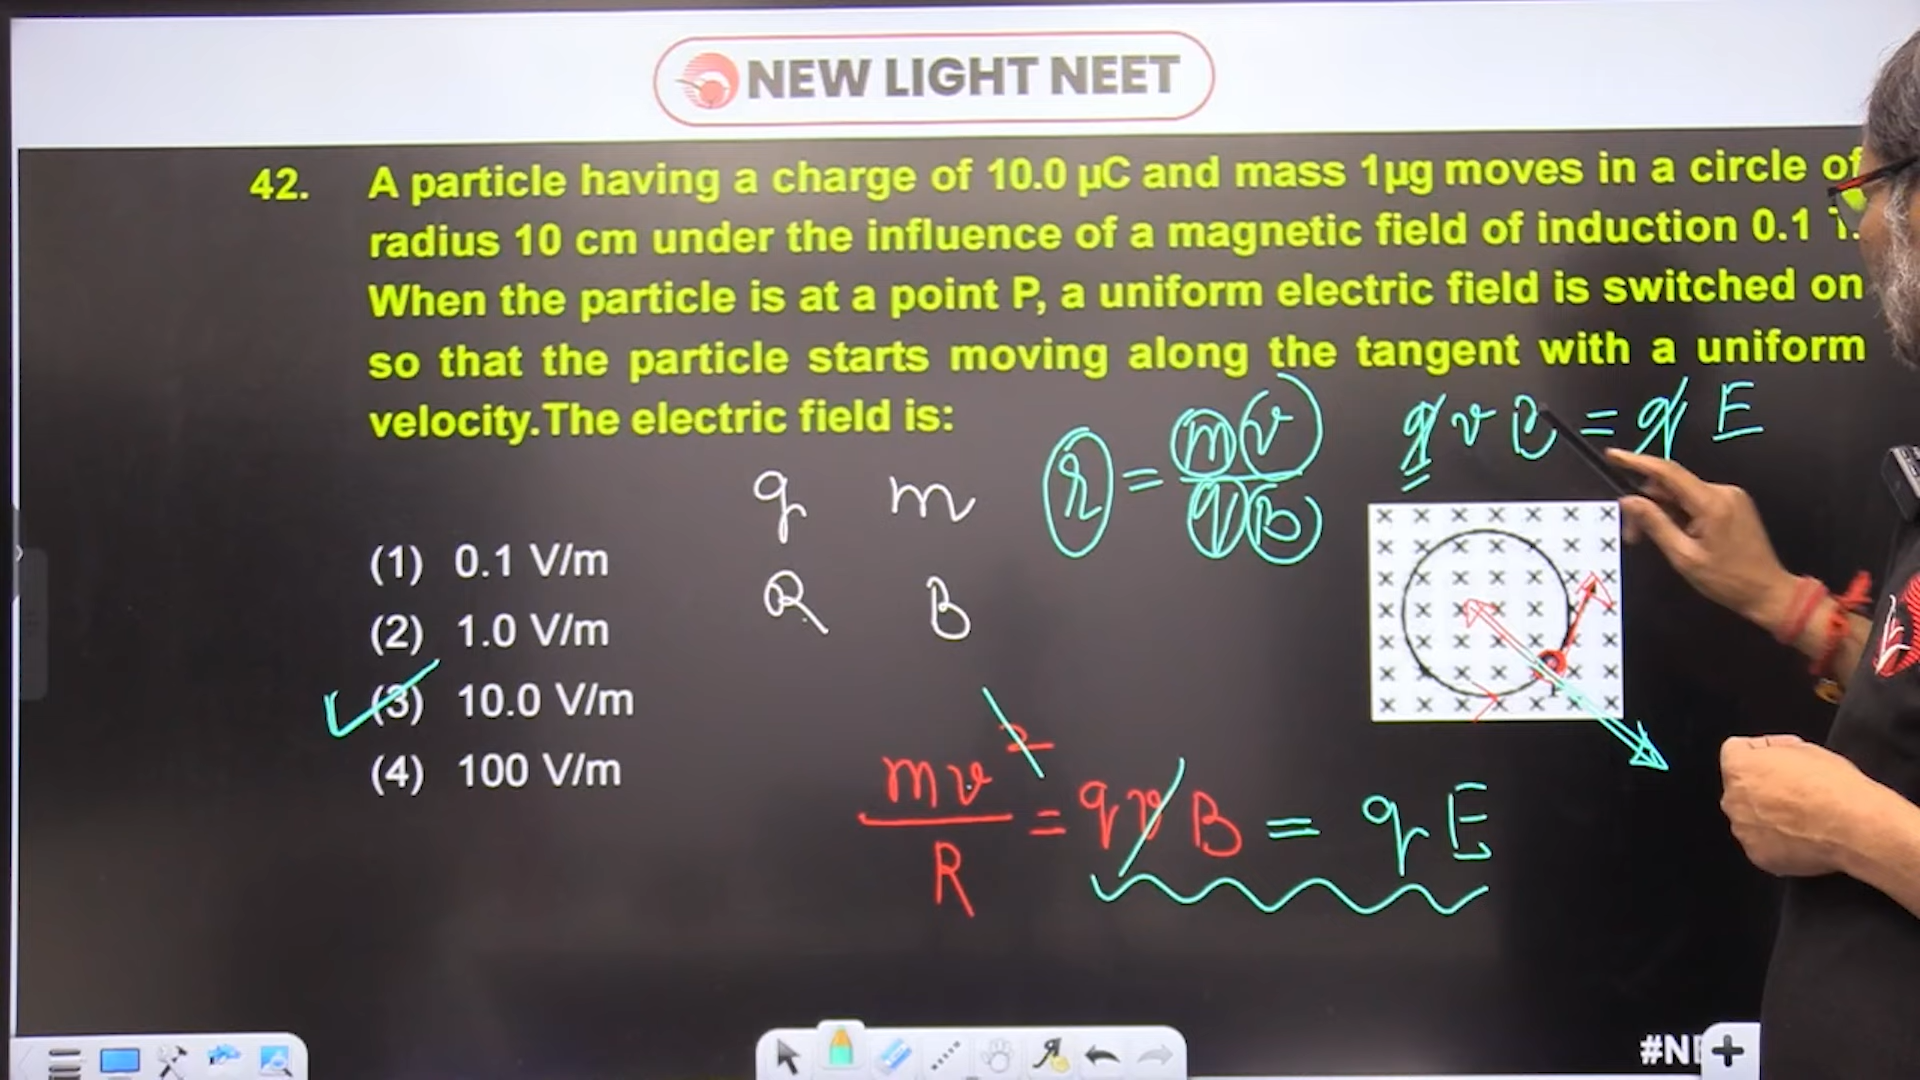 NEW LIGHT NEET
42. A particle having a charge of 10.0 µC and mass 1µg moves in a circle of
radius 10 cm under the influence of a magnetic field of induction 0.1 T.
When the particle is at a point P, a uniform electric field is switched on
so that the particle starts moving along the tangent with a uniform
velocity.The electric field is:
r = mv / qB
qvB = qE
q m
R B
(1) 0.1 V/m
(2) 1.0 V/m
(3) 10.0 V/m
(4) 100 V/m
mv² / R = qvB = qE